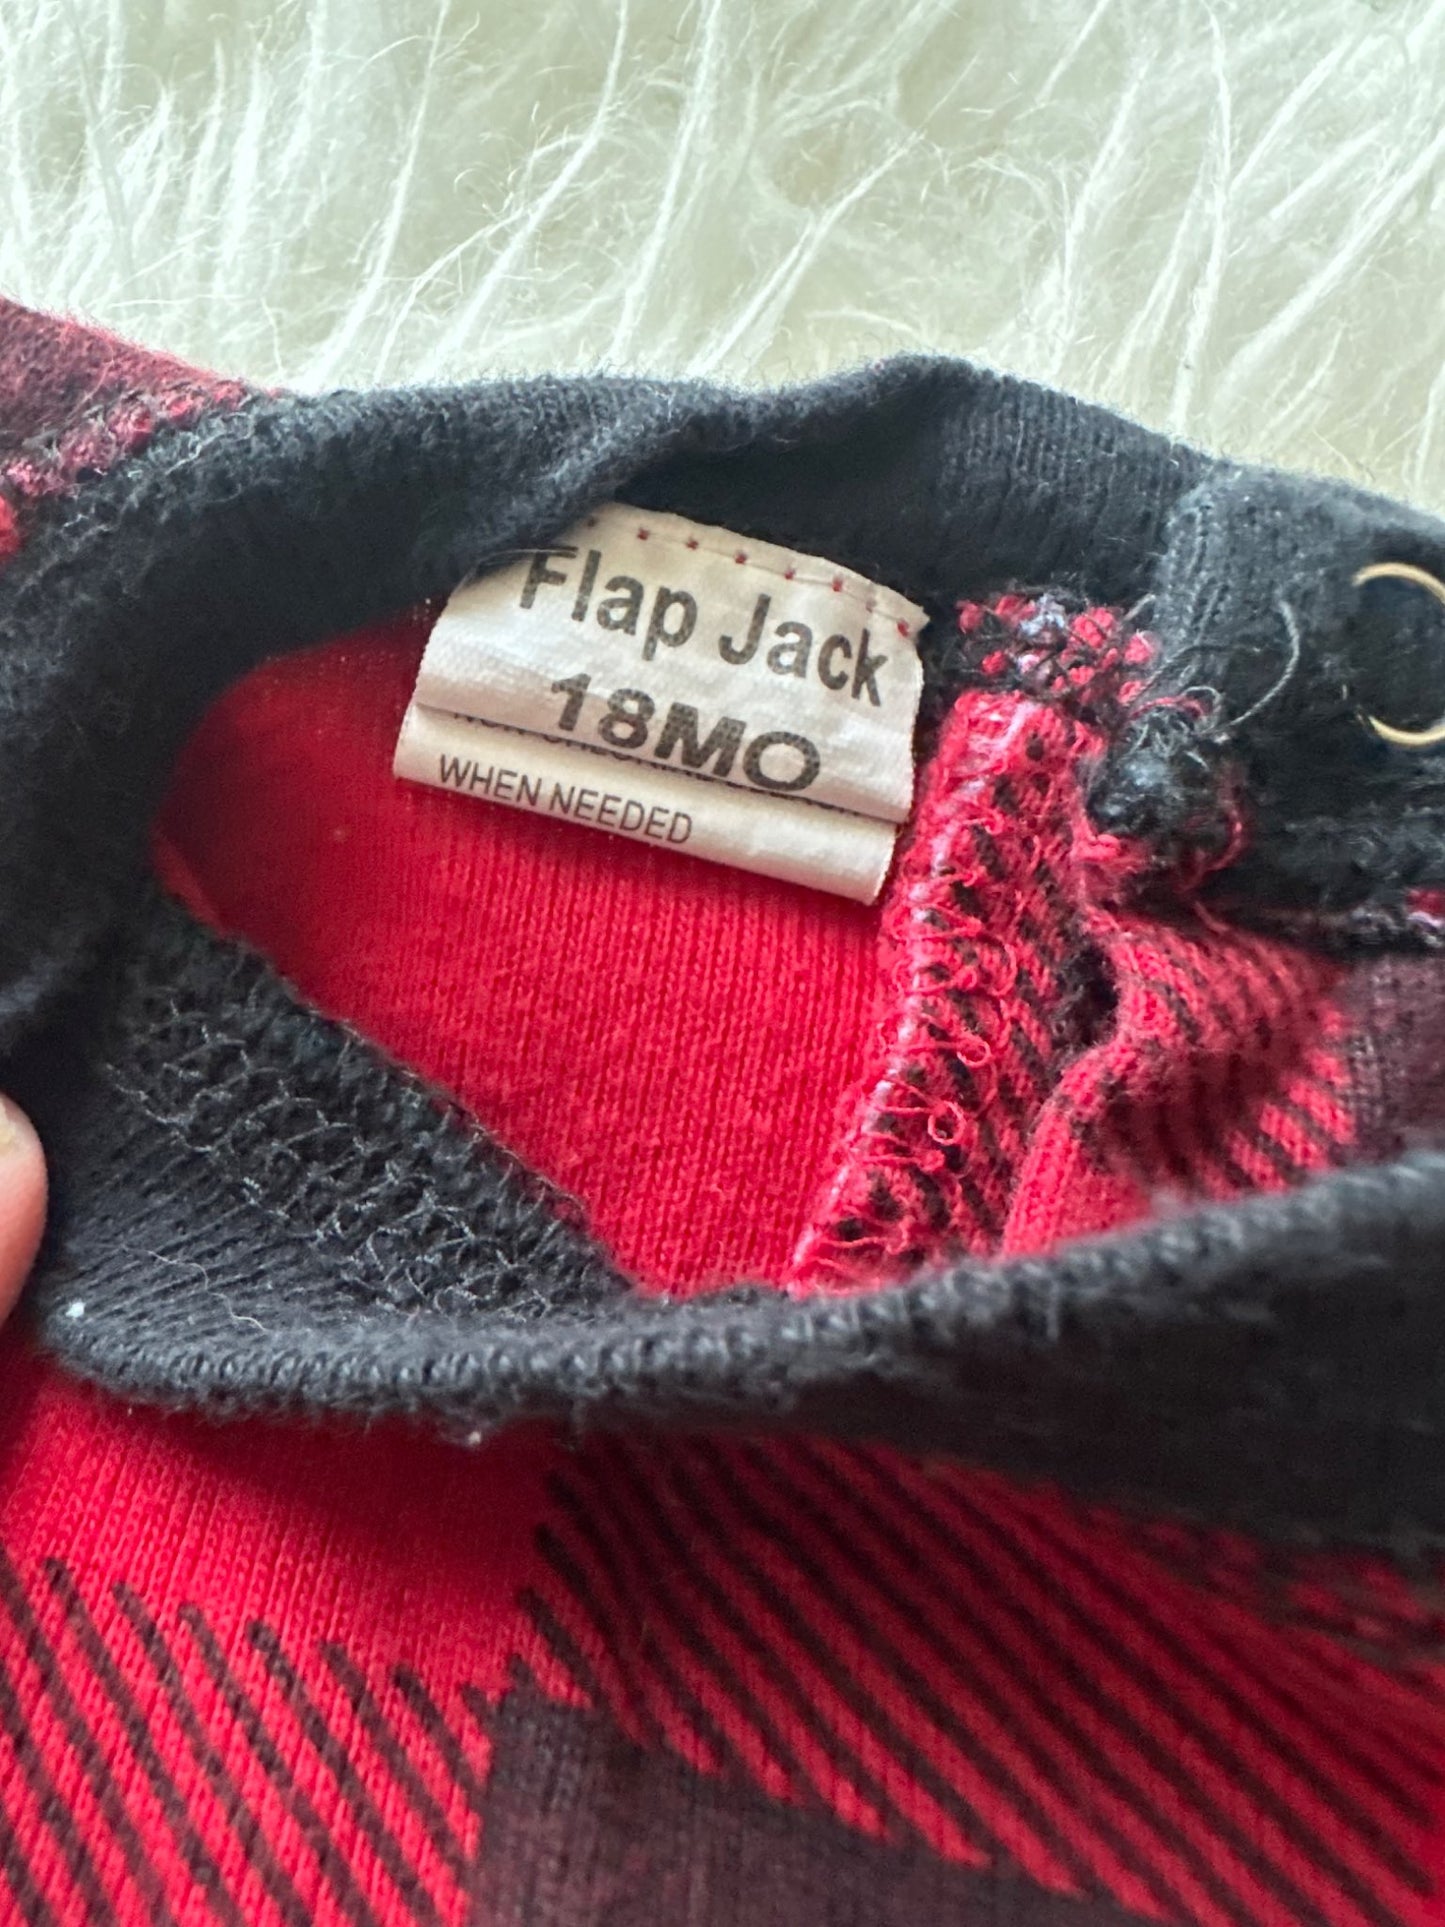 Flap Jack
18MO
WHEN NEEDED